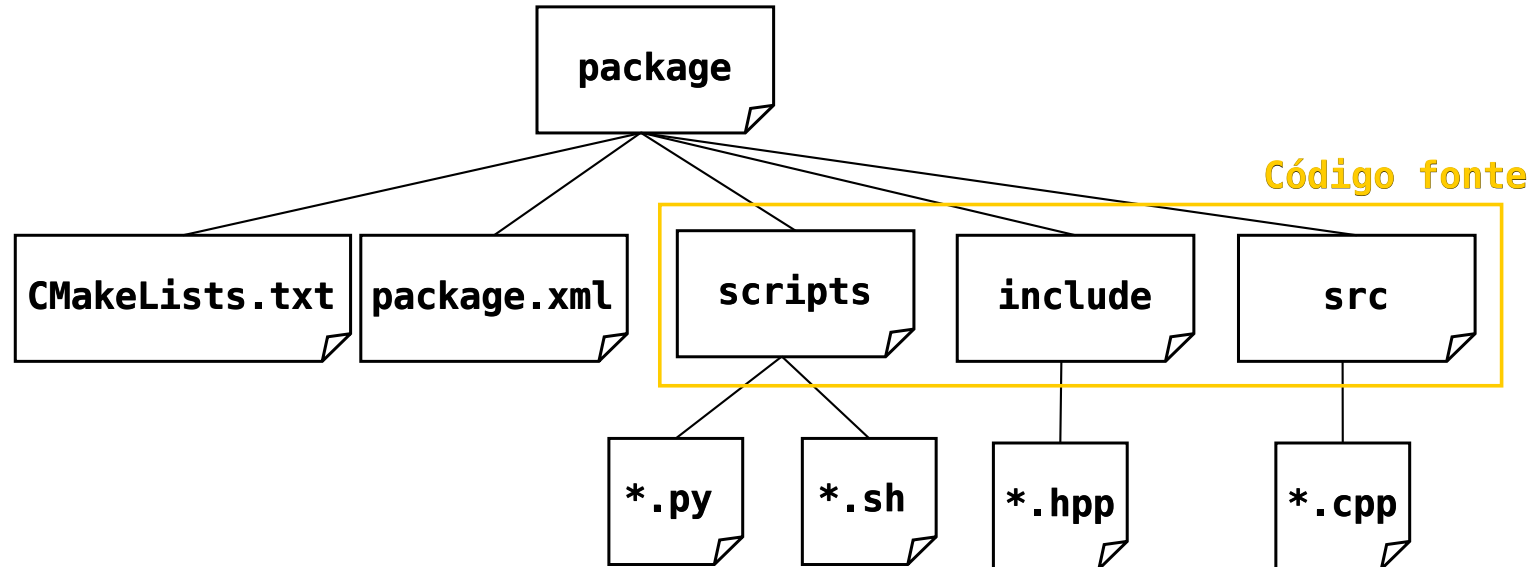 package
Código fonte
CMakeLists.txt
package.xml
scripts
include
src
*.py
*.sh
*.hpp
*.cpp